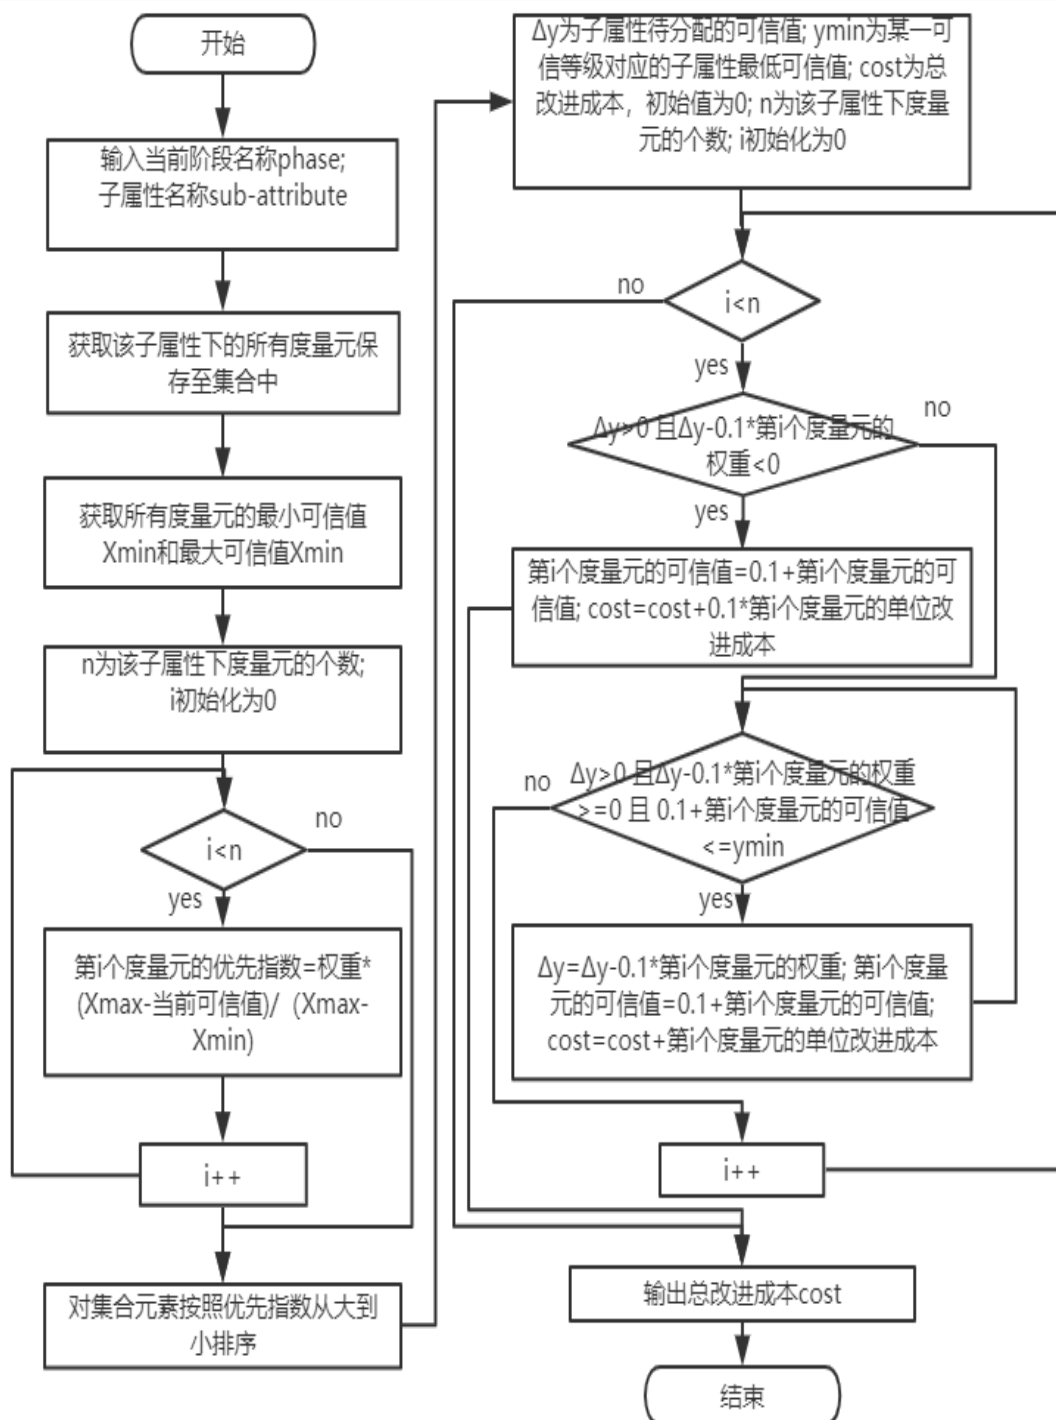 开始
输入当前阶段名称phase;
子属性名称sub-attribute
获取该子属性下的所有度量元保
存至集合中
获取所有度量元的最小可信值
Xmin和最大可信值Xmin
n为该子属性下度量元的个数;
i初始化为0
i<n
no
yes
第i个度量元的优先指数=权重*
(Xmax-当前可信值)/ (Xmax-
Xmin)
i++
对集合元素按照优先指数从大到
小排序
Δy为子属性待分配的可信值; ymin为某一可
信等级对应的子属性最低可信值; cost为总
改进成本，初始值为0; n为该子属性下度量
元的个数; i初始化为0
no
i<n
yes
no
Δy>0 且Δy-0.1*第i个度量元的
权重<0
yes
第i个度量元的可信值=0.1+第i个度量元的可
信值; cost=cost+0.1*第i个度量元的单位改
进成本
no
Δy>0 且Δy-0.1*第i个度量元的权重
>=0 且 0.1+第i个度量元的可信值
<=ymin
yes
Δy=Δy-0.1*第i个度量元的权重; 第i个度量
元的可信值=0.1+第i个度量元的可信值;
cost=cost+第i个度量元的单位改进成本
i++
输出总改进成本cost
结束